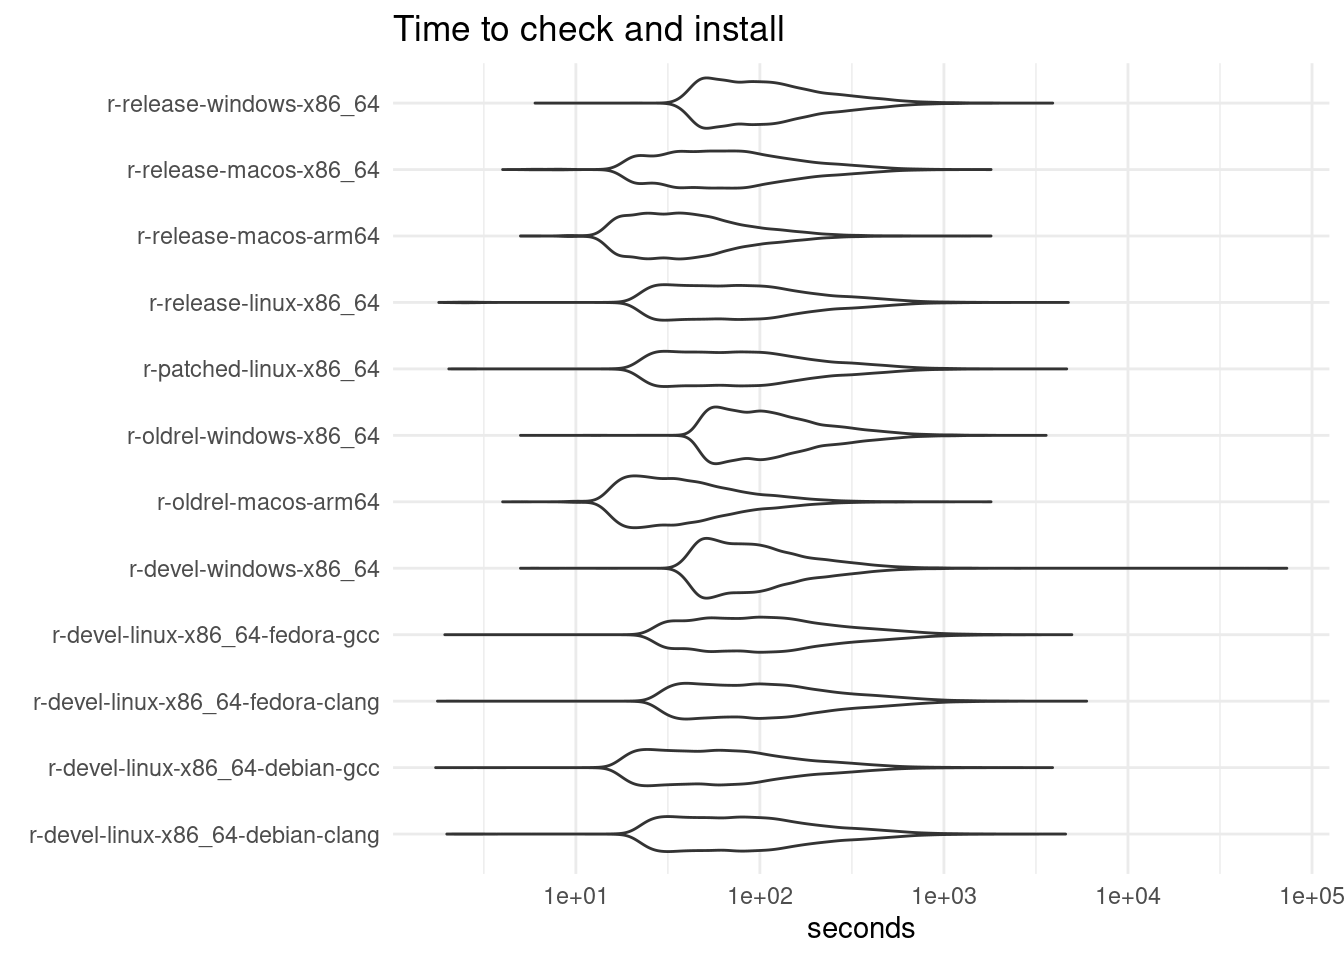 Time to check and install
r-release-windows-x86_64
r-release-macos-x86_64
r-release-macos-arm64
r-release-linux-x86_64
r-patched-linux-x86_64
r-oldrel-windows-x86_64
r-oldrel-macos-arm64
r-devel-windows-x86_64
r-devel-linux-x86_64-fedora-gcc
r-devel-linux-x86_64-fedora-clang
r-devel-linux-x86_64-debian-gcc
r-devel-linux-x86_64-debian-clang
1e+01 1e+02 1e+03 1e+04 1e+05
seconds